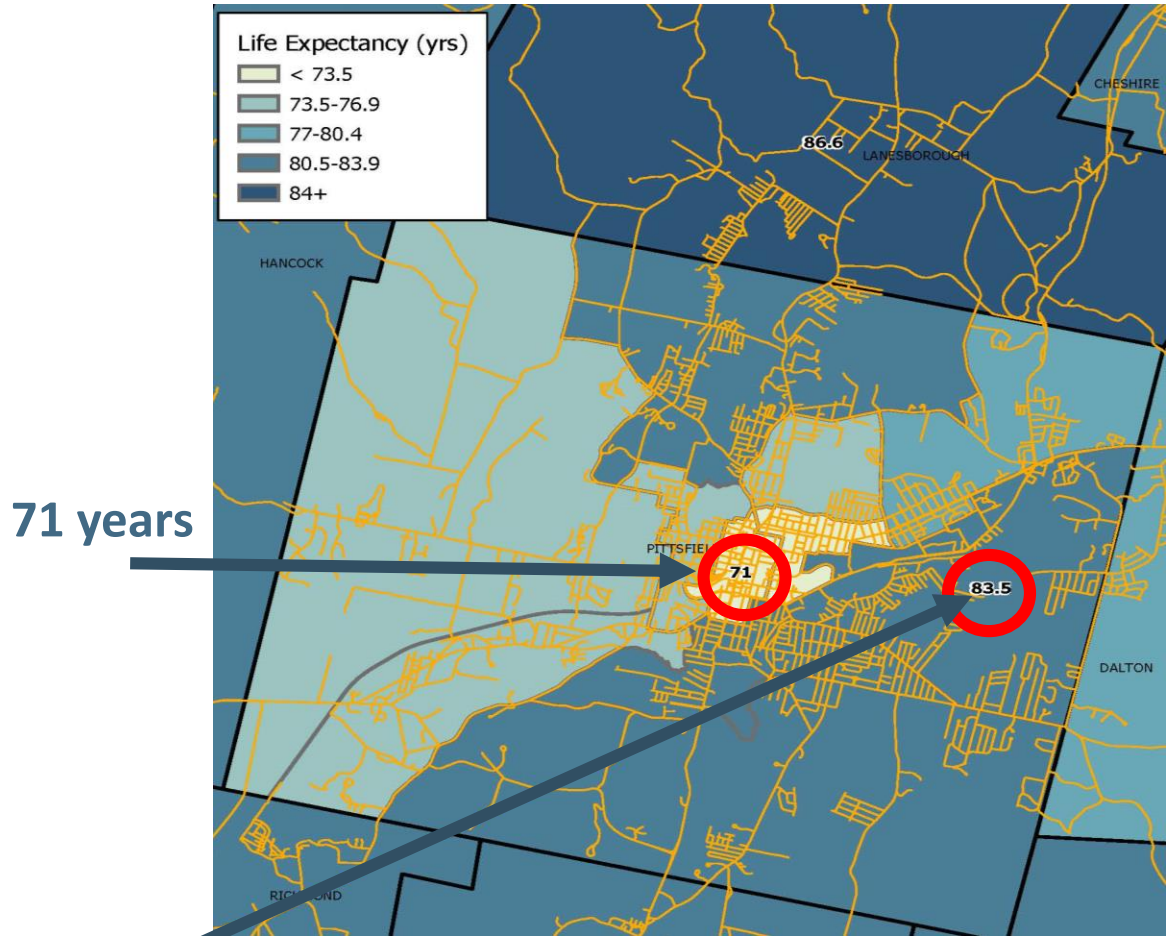 Life Expectancy (yrs)
< 73.5
73.5-76.9
77-80.4
80.5-83.9
84+
CHESHIRE
86.6
LANESBOROUGH
HANCOCK
71 years
PITTSFIEL
71
83.5
DALTON
RICHMOND